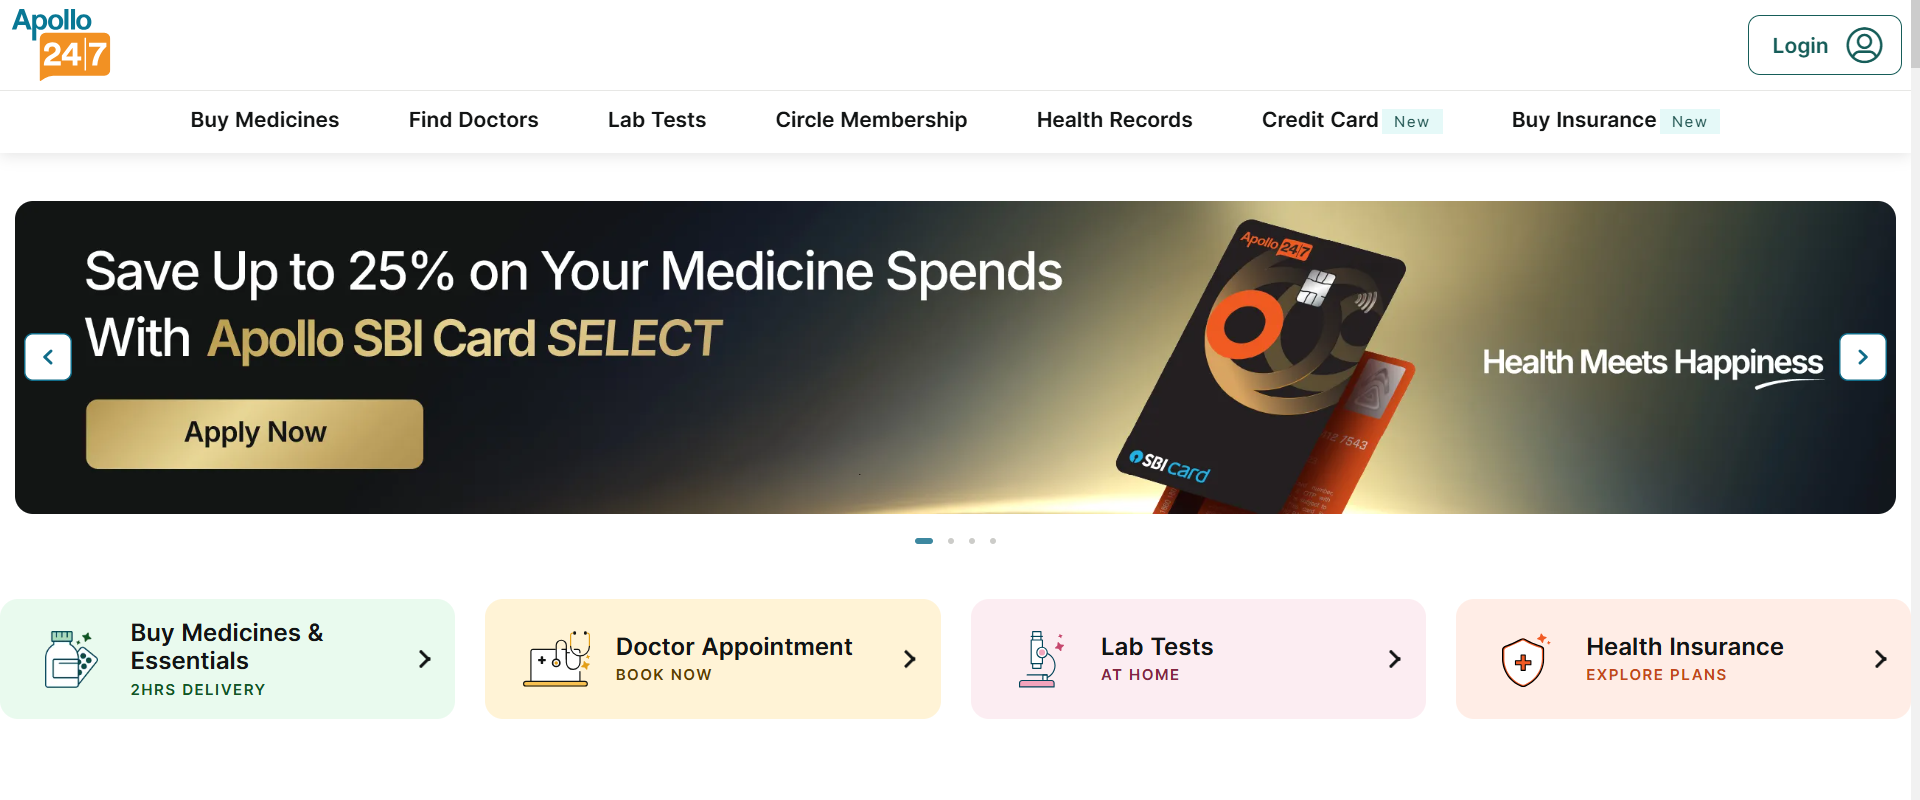 Apollo
24|7
Login
Buy Medicines
Find Doctors
Lab Tests
Circle Membership
Health Records
Credit Card New
Buy Insurance New
Save Up to 25% on Your Medicine Spends
With Apollo SBI Card SELECT
Apply Now
Apollo 24|7
SBI card
7543
Health Meets Happiness
Buy Medicines &
Essentials
2HRS DELIVERY
Doctor Appointment
BOOK NOW
Lab Tests
AT HOME
Health Insurance
EXPLORE PLANS